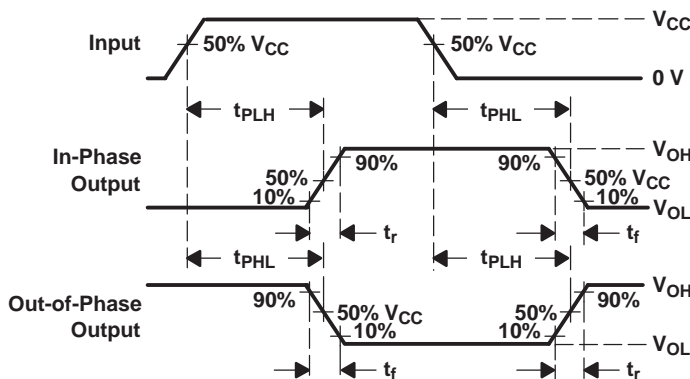 VCC
Input
50% VCC
50% VCC
0 V
tPLH
tPHL
In-Phase
Output
VOH
90%
90%
50%
50% VCC
10%
10%
VOL
tr
tf
tPHL
tPLH
Out-of-Phase
Output
VOH
90%
90%
50% VCC
50%
10%
10%
VOL
tf
tr